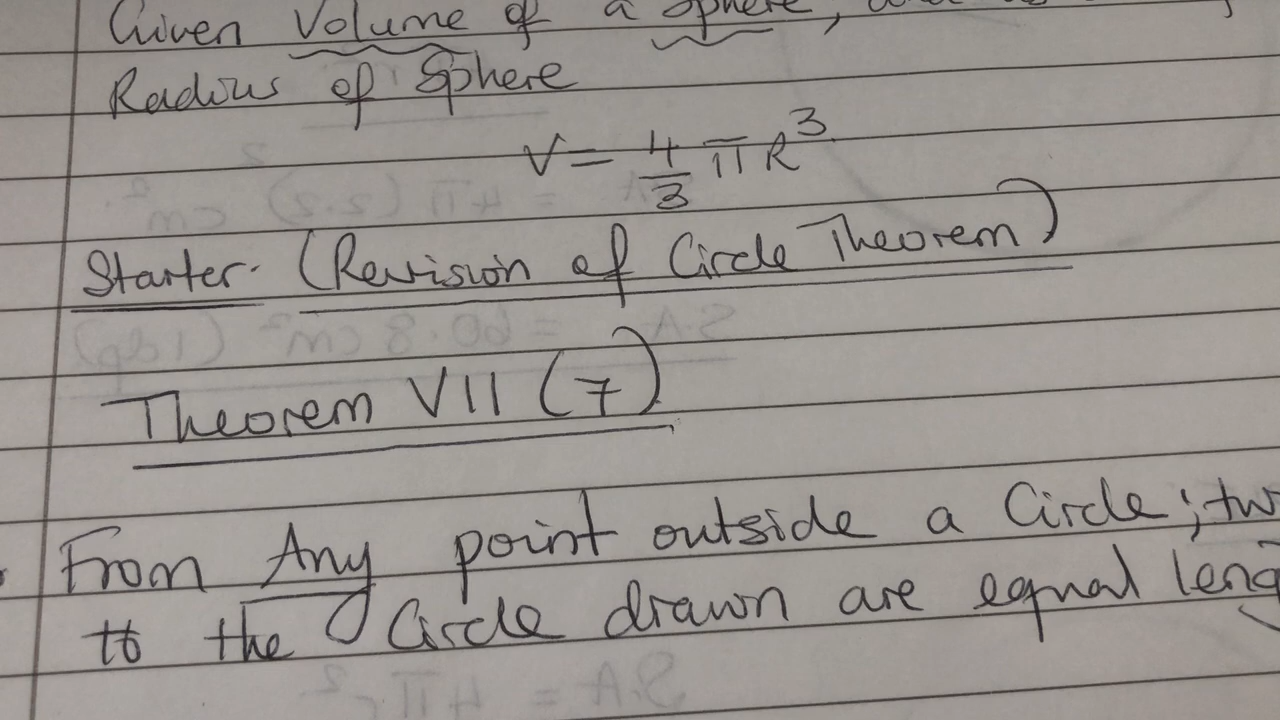 Given Volume of a Sphere,
Radius of Sphere
V = 4/3 π R³
Starter. (Revision of Circle Theorem)
Theorem VII (7)
From Any point outside a Circle; tw
to the Circle drawn are equal leng